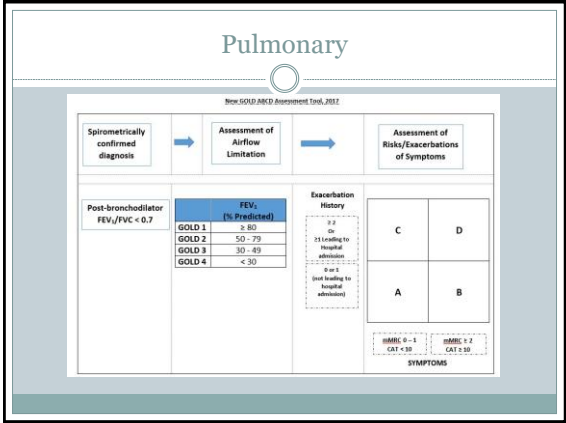 Pulmonary
New GOLD ABCD Assessment Tool, 2017
Spirometrically
confirmed
diagnosis
Assessment of
Airflow
Limitation
Assessment of
Risks/Exacerbations
of Symptoms
Post-bronchodilator
FEV₁/FVC < 0.7
FEV₁
(% Predicted)
GOLD 1 ≥ 80
GOLD 2 50 - 79
GOLD 3 30 - 49
GOLD 4 < 30
Exacerbation
History
≥ 2
Or
≥1 Leading to
Hospital
admission
0 or 1
(not leading to
hospital
admission)
C D
A B
mMRC 0 – 1
CAT < 10
mMRC ≥ 2
CAT ≥ 10
SYMPTOMS